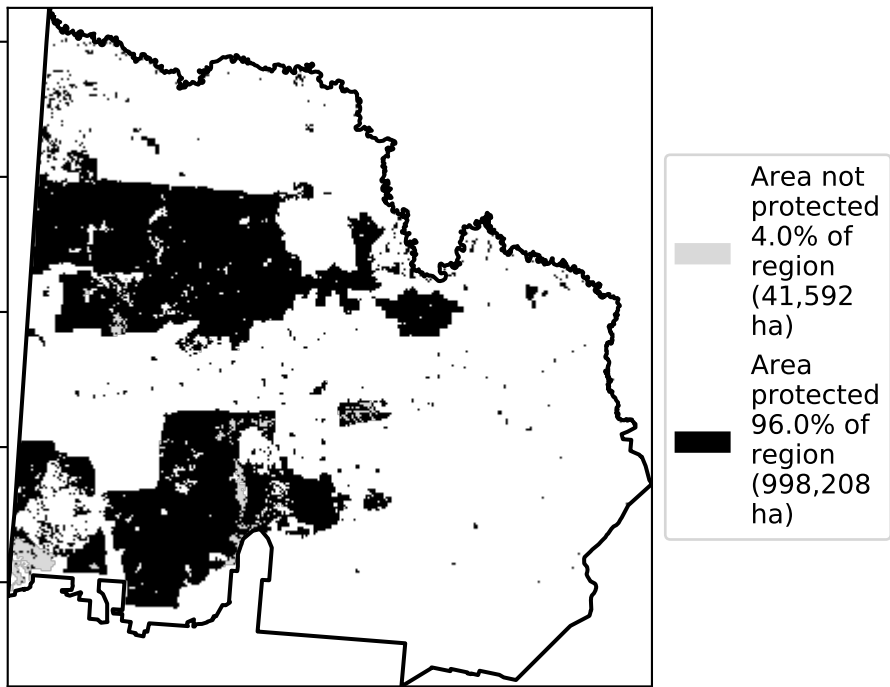 Area not
protected
4.0% of
region
(41,592
ha)
Area
protected
96.0% of
region
(998,208
ha)